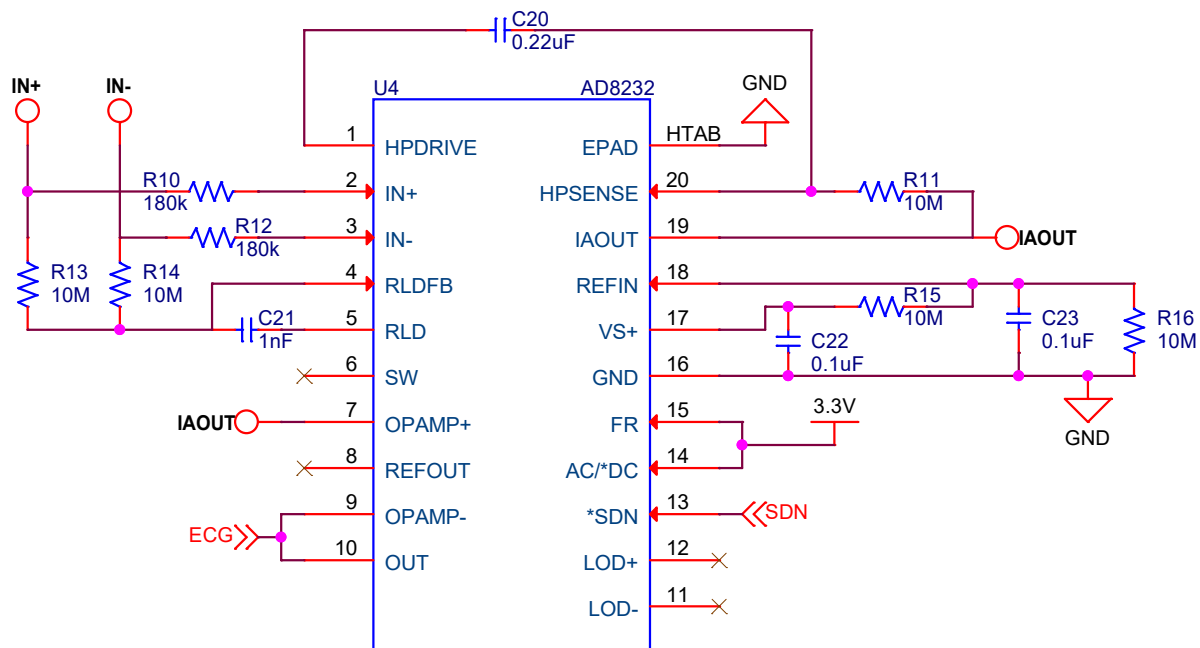 C20
0.22uF
IN+
IN-
U4
AD8232
GND
1
HPDRIVE
EPAD
HTAB
R10
180k
2
IN+
HPSENSE
20
R11
10M
R12
180k
3
IN-
IAOUT
19
IAOUT
R13
10M
R14
10M
4
RLDFB
REFIN
18
C21
1nF
5
RLD
VS+
17
R15
10M
C22
0.1uF
C23
0.1uF
R16
10M
6
SW
GND
16
GND
IAOUT
7
OPAMP+
FR
15
3.3V
8
REFOUT
AC/*DC
14
ECG
9
OPAMP-
*SDN
13
SDN
10
OUT
LOD+
12
LOD-
11